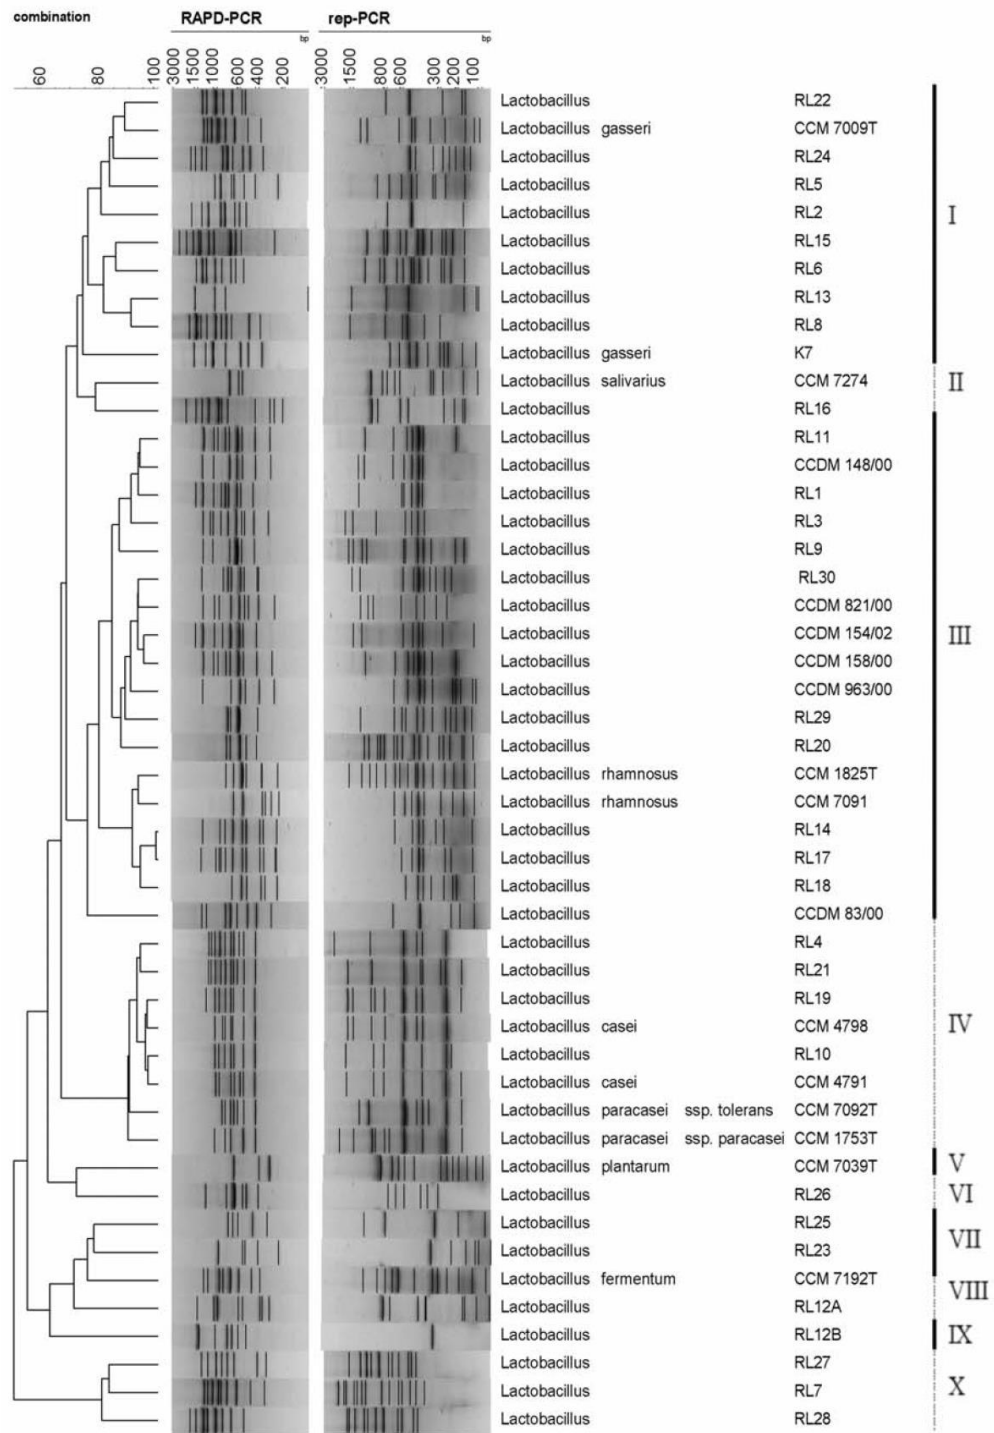 combination RAPD-PCR rep-PCR
bp bp
60 80 100 3000 1500 1000 600 400 200 3000 1500 800 600 300 200 100
Lactobacillus RL22
Lactobacillus gasseri CCM 7009T
Lactobacillus RL24
Lactobacillus RL5
Lactobacillus RL2
I
Lactobacillus RL15
Lactobacillus RL6
Lactobacillus RL13
Lactobacillus RL8
Lactobacillus gasseri K7
Lactobacillus salivarius CCM 7274 II
Lactobacillus RL16
Lactobacillus RL11
Lactobacillus CCDM 148/00
Lactobacillus RL1
Lactobacillus RL3
Lactobacillus RL9
Lactobacillus RL30
Lactobacillus CCDM 821/00
Lactobacillus CCDM 154/02 III
Lactobacillus CCDM 158/00
Lactobacillus CCDM 963/00
Lactobacillus RL29
Lactobacillus RL20
Lactobacillus rhamnosus CCM 1825T
Lactobacillus rhamnosus CCM 7091
Lactobacillus RL14
Lactobacillus RL17
Lactobacillus RL18
Lactobacillus CCDM 83/00
Lactobacillus RL4
Lactobacillus RL21
Lactobacillus RL19
Lactobacillus casei CCM 4798 IV
Lactobacillus RL10
Lactobacillus casei CCM 4791
Lactobacillus paracasei ssp. tolerans CCM 7092T
Lactobacillus paracasei ssp. paracasei CCM 1753T
Lactobacillus plantarum CCM 7039T V
Lactobacillus RL26 VI
Lactobacillus RL25
VII
Lactobacillus RL23
Lactobacillus fermentum CCM 7192T
VIII
Lactobacillus RL12A
Lactobacillus RL12B IX
Lactobacillus RL27
Lactobacillus RL7 X
Lactobacillus RL28